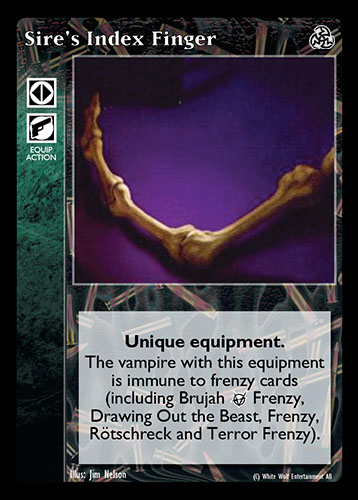 Sire's Index Finger
EQUIP
ACTION
Unique equipment.
The vampire with this equipment
is immune to frenzy cards
(including Brujah Frenzy,
Drawing Out the Beast, Frenzy,
Rötschreck and Terror Frenzy).
Illus: Jim Nelson
(C) White Wolf Entertainment AB